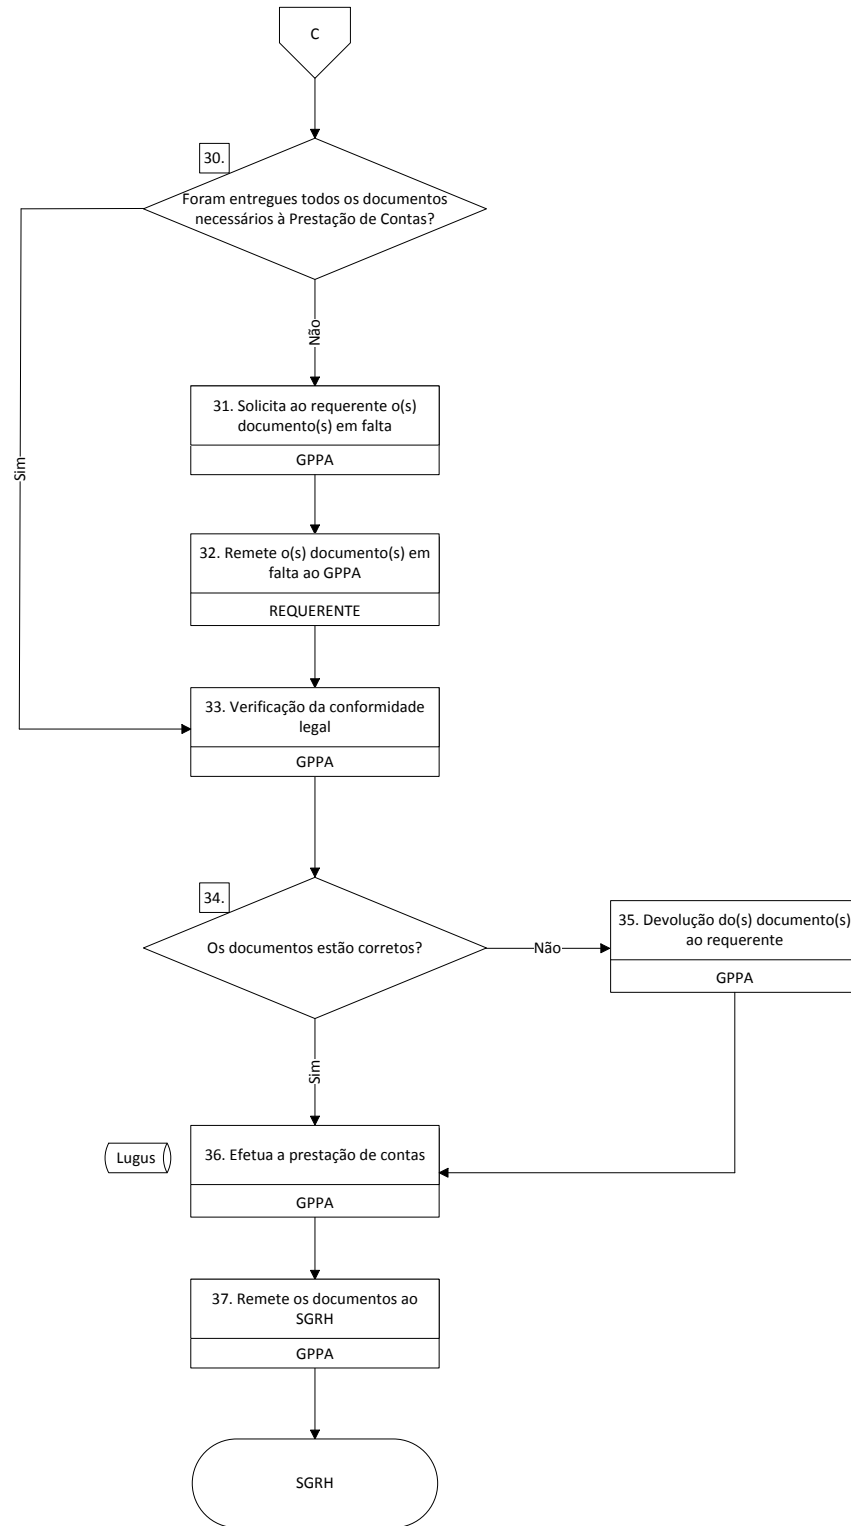 C
30.
Foram entregues todos os documentos
necessários à Prestação de Contas?
Não
Sim
31. Solicita ao requerente o(s)
documento(s) em falta
GPPA
32. Remete o(s) documento(s) em
falta ao GPPA
REQUERENTE
33. Verificação da conformidade
legal
GPPA
34.
Os documentos estão corretos?
Não
35. Devolução do(s) documento(s)
ao requerente
GPPA
Sim
Lugus
36. Efetua a prestação de contas
GPPA
37. Remete os documentos ao
SGRH
GPPA
SGRH